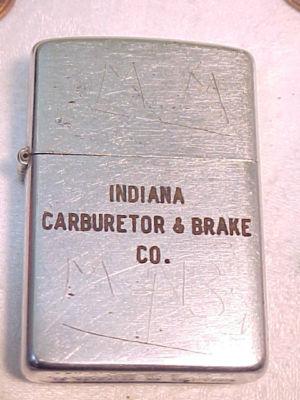 M M
INDIANA
CARBURETOR & BRAKE
CO.